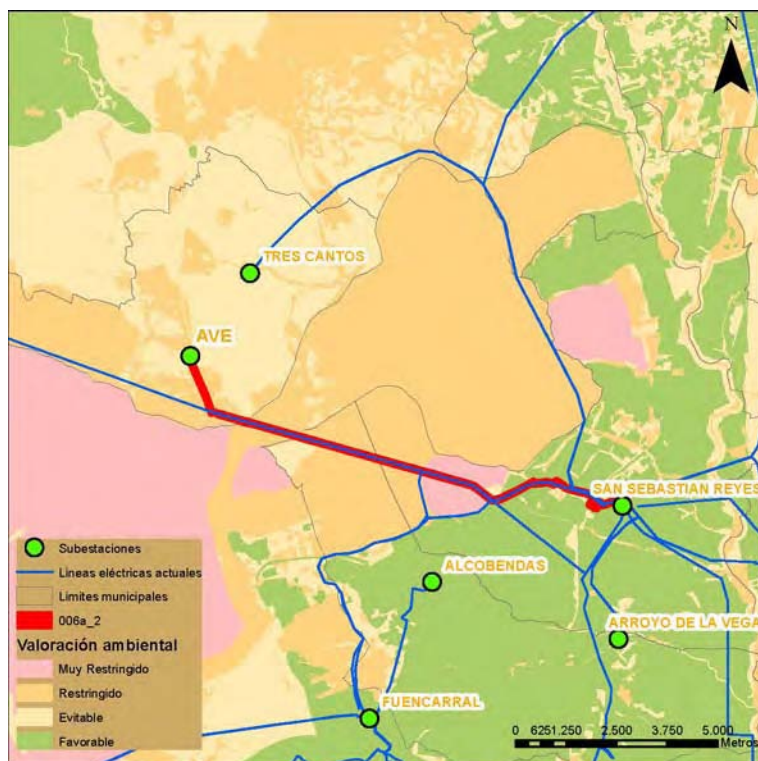 N
TRES CANTOS
AVE
SAN SEBASTIAN REYES
Subestaciones
Lineas eléctricas actuales
Limites municipales
006a_2
Valoración ambiental
Muy Restringido
Restringido
Evitable
Favorable
ALCOBENDAS
ARROYO DE LA VEGA
FUENCARRAL
0 6251.250 2.500 3.750 5.000
Metros